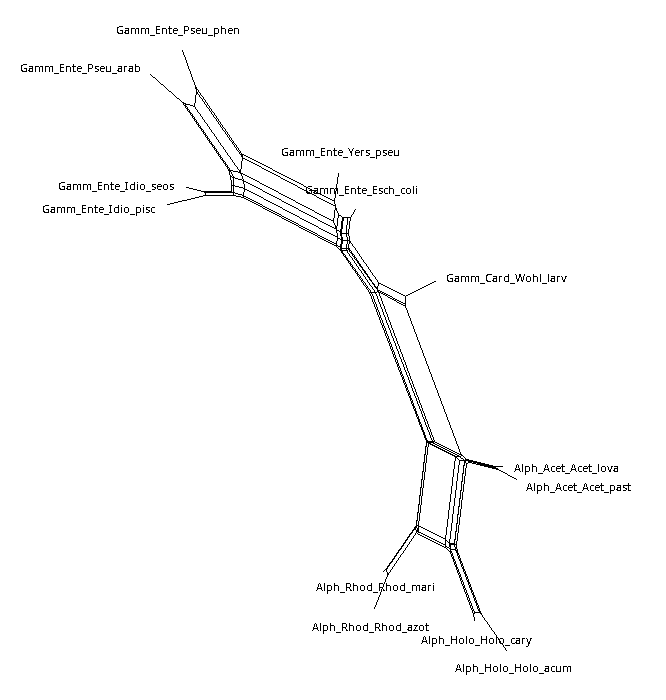 Gamm_Ente_Pseu_phen
Gamm_Ente_Pseu_arab
Gamm_Ente_Yers_pseu
Gamm_Ente_Idio_seos
Gamm_Ente_Esch_coli
Gamm_Ente_Idio_pisc
Gamm_Card_Wohl_larv
Alph_Acet_Acet_lova
Alph_Acet_Acet_past
Alph_Rhod_Rhod_mari
Alph_Rhod_Rhod_azot
Alph_Holo_Holo_cary
Alph_Holo_Holo_acum